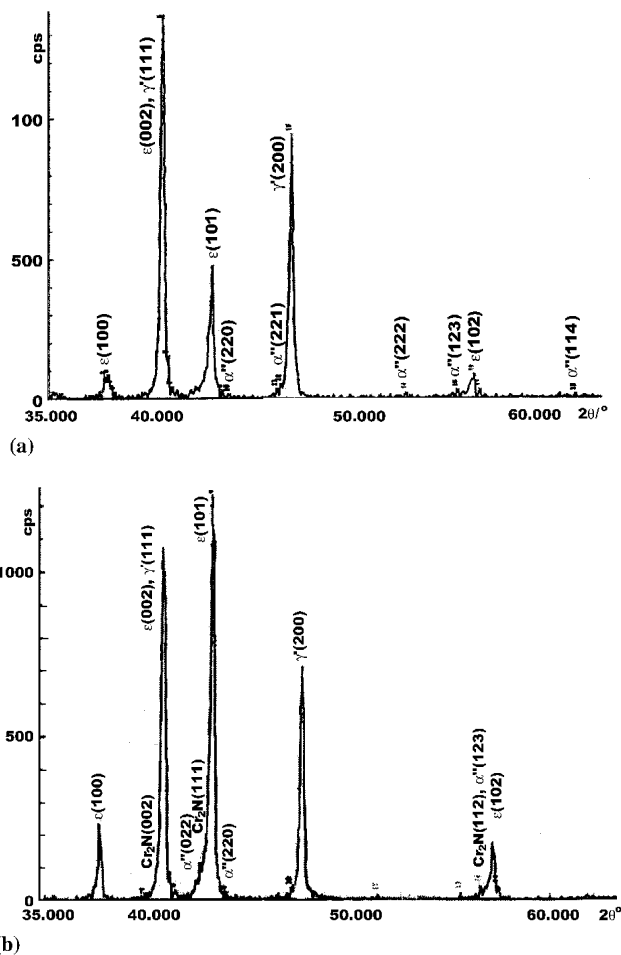 cps
100
500
0
ε(100)
ε(002), γ'(111)
ε(101)
α"(220)
α"(221)
γ'(200)
α"(222)
α"(123)
ε(102)
α"(114)
35.000 40.000 50.000 60.000 2θ/°
(a)
cps
1000
500
0
ε(100)
Cr₂N(002)
ε(002), γ'(111)
α"(022)
Cr₂N(111)
ε(101)
α"(220)
γ'(200)
Cr₂N(112), α"(123)
ε(102)
35.000 40.000 50.000 60.000 2θ°
(b)